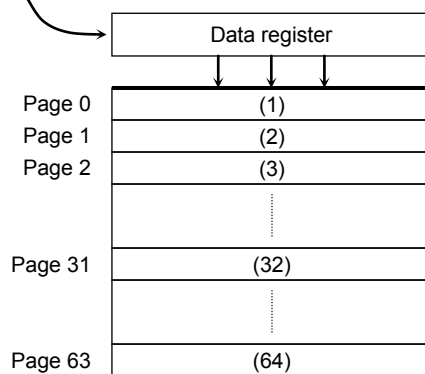 Data register
Page 0 (1)
Page 1 (2)
Page 2 (3)
Page 31 (32)
Page 63 (64)